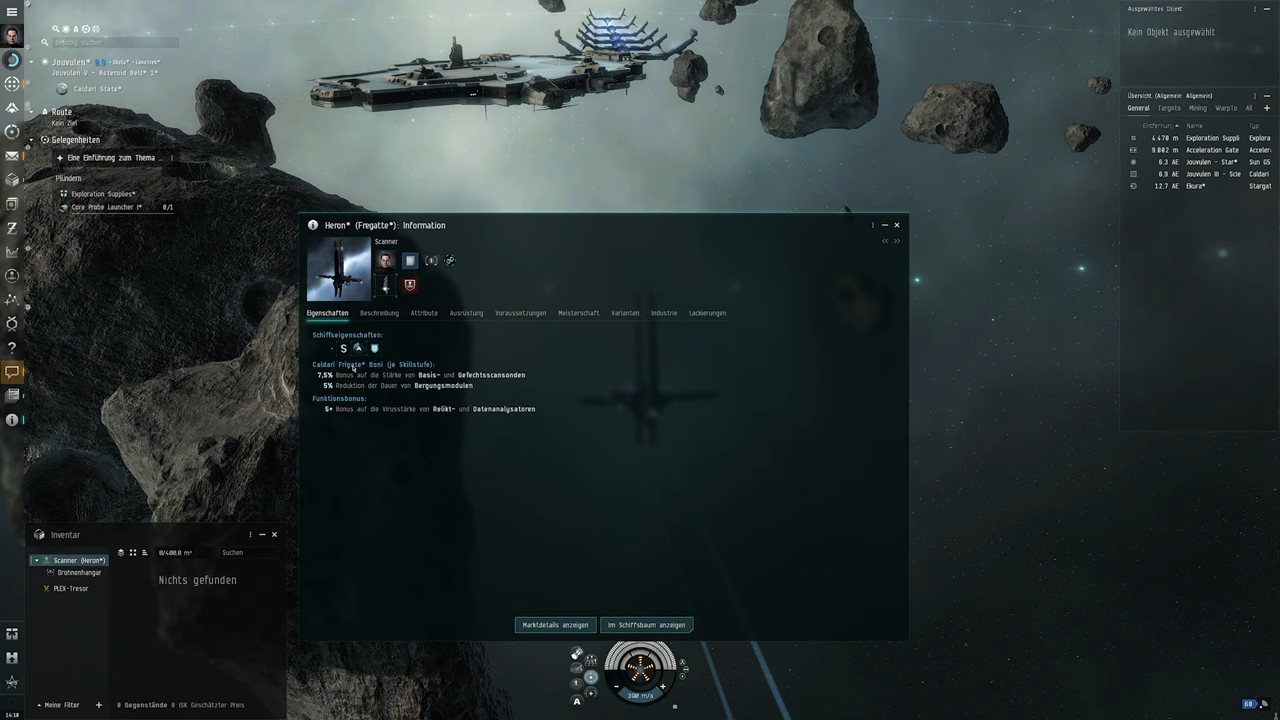 Jouvulen*
Jouvulen V - Asteroid Belt* 1*
Caldari State*
Route
Kein Ziel
Gelegenheiten
Eine Einführung zum Thema ...
Plündern
Exploration Supplies*
Core Probe Launcher I* 0/1
Ausgewähltes Objekt
Kein Objekt ausgewählt
Übersicht (Allgemein: Allgemein)
General Targets Mining WarpTo All
Entfernung Name Typ
4.470 m Exploration Suppli Explora
9.002 m Acceleration Gate Acceler
6,3 AE Jouvulen - Star* Sun G5
6,9 AE Jouvulen III - Scie Caldari
12,7 AE Ekura* Stargat
Heron* (Fregatte*): Information
Scanner
Eigenschaften Beschreibung Attribute Ausrüstung Voraussetzungen Meisterschaft Varianten Industrie Lackierungen
Schiffseigenschaften:
S
Caldari Frigate* Boni (je Skillstufe):
7,5% Bonus auf die Stärke von Basis- und Gefechtsscansonden
5% Reduktion der Dauer von Bergungsmodulen
Funktionsbonus:
5+ Bonus auf die Virusstärke von Relikt- und Datenanalysatoren
Marktdetails anzeigen Im Schiffsbaum anzeigen
Inventar
Scanner (Heron*) 0/400,0 m³ Suchen
Drohnenhangar
PLEX-Tresor
Nichts gefunden
Meine Filter + 0 Gegenstände 0 ISK Geschätzter Preis
390 m/s
14:10
60